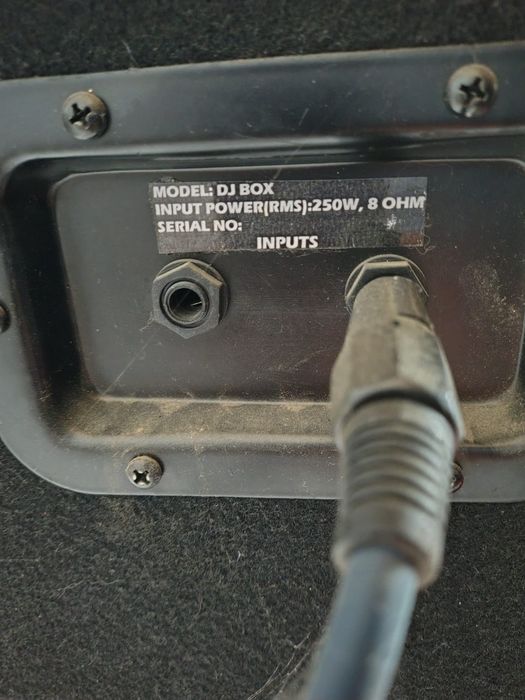 MODEL: DJ BOX
INPUT POWER(RMS):250W, 8 OHM
SERIAL NO:
INPUTS